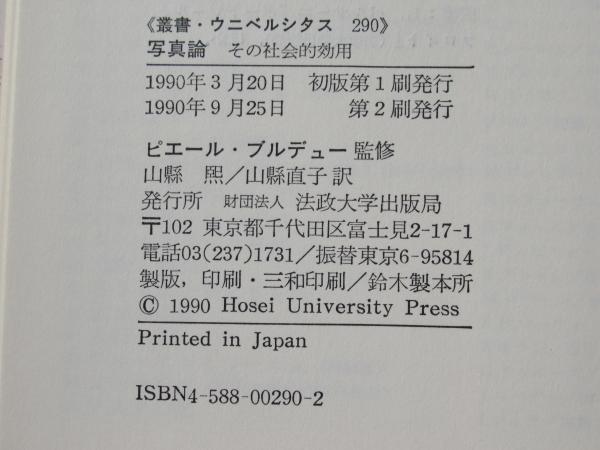 《叢書・ウニベルシタス 290》
写真論 その社会的効用
1990年3月20日 初版第1刷発行
1990年9月25日 第2刷発行
ピエール・ブルデュー 監修
山縣 煕／山縣直子 訳
発行所 財団法人 法政大学出版局
〒102 東京都千代田区富士見2-17-1
電話03(237)1731／振替東京6-95814
製版，印刷・三和印刷／鈴木製本所
© 1990 Hosei University Press
Printed in Japan
ISBN4-588-00290-2